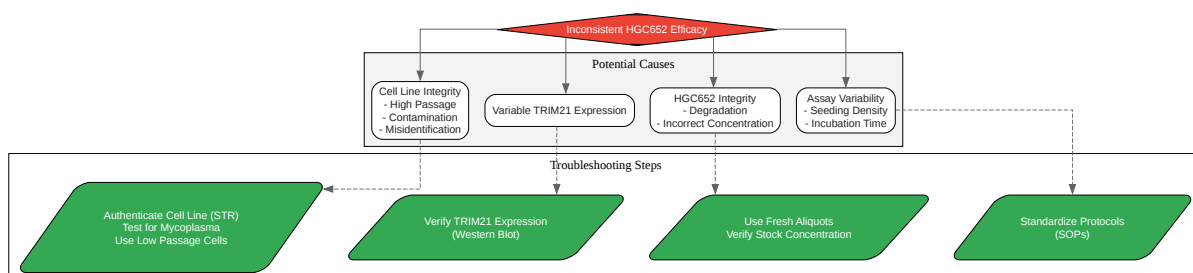 Inconsistent HGC652 Efficacy
Potential Causes
Cell Line Integrity
- High Passage
- Contamination
- Misidentification
Variable TRIM21 Expression
HGC652 Integrity
- Degradation
- Incorrect Concentration
Assay Variability
- Seeding Density
- Incubation Time
Troubleshooting Steps
Authenticate Cell Line (STR)
Test for Mycoplasma
Use Low Passage Cells
Verify TRIM21 Expression
(Western Blot)
Use Fresh Aliquots
Verify Stock Concentration
Standardize Protocols
(SOPs)